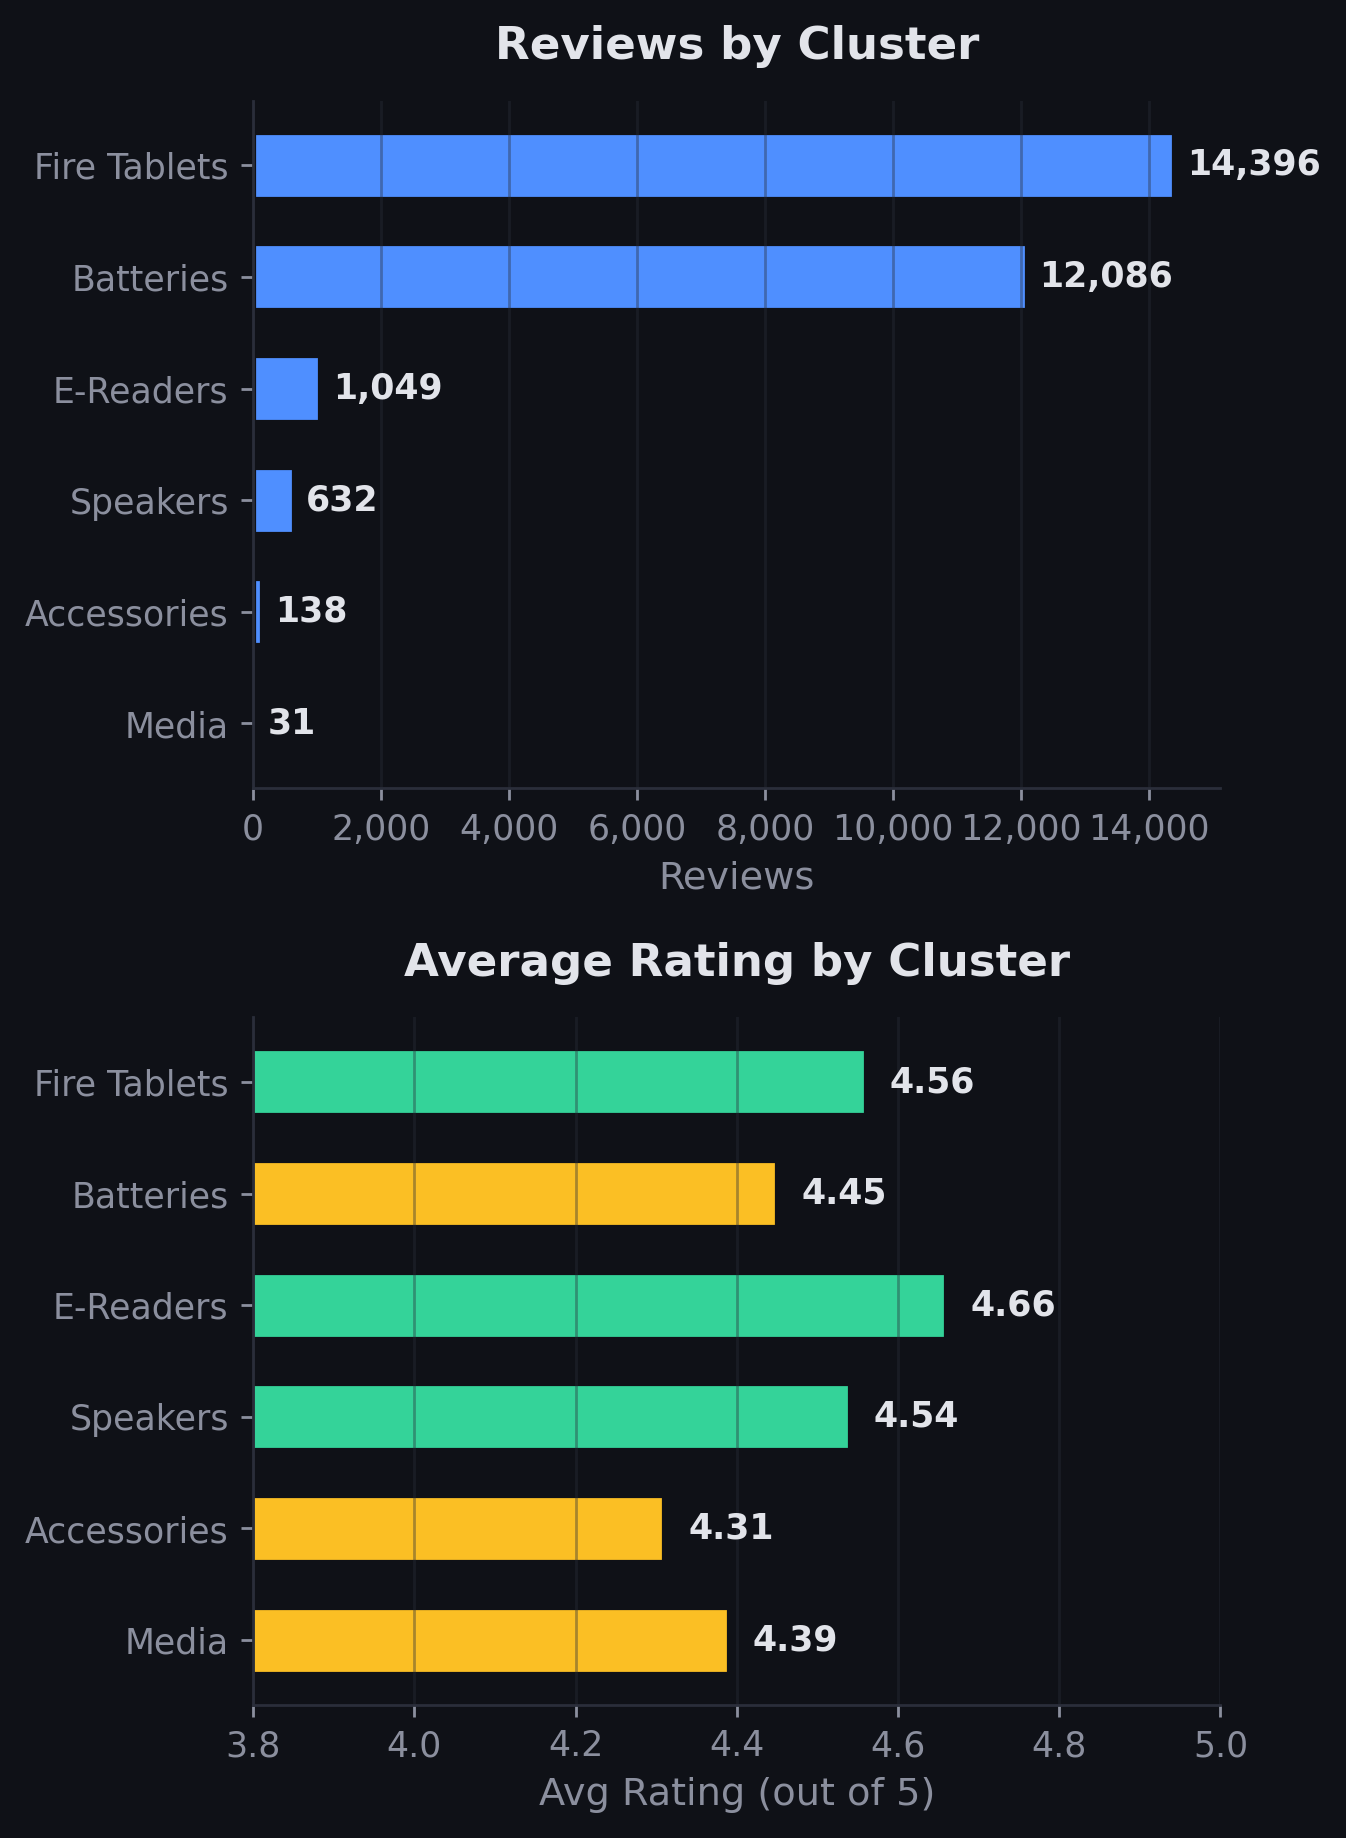 Reviews by Cluster
Fire Tablets 14,396
Batteries 12,086
E-Readers 1,049
Speakers 632
Accessories 138
Media 31
0 2,000 4,000 6,000 8,000 10,000 12,000 14,000
Reviews
Average Rating by Cluster
Fire Tablets 4.56
Batteries 4.45
E-Readers 4.66
Speakers 4.54
Accessories 4.31
Media 4.39
3.8 4.0 4.2 4.4 4.6 4.8 5.0
Avg Rating (out of 5)